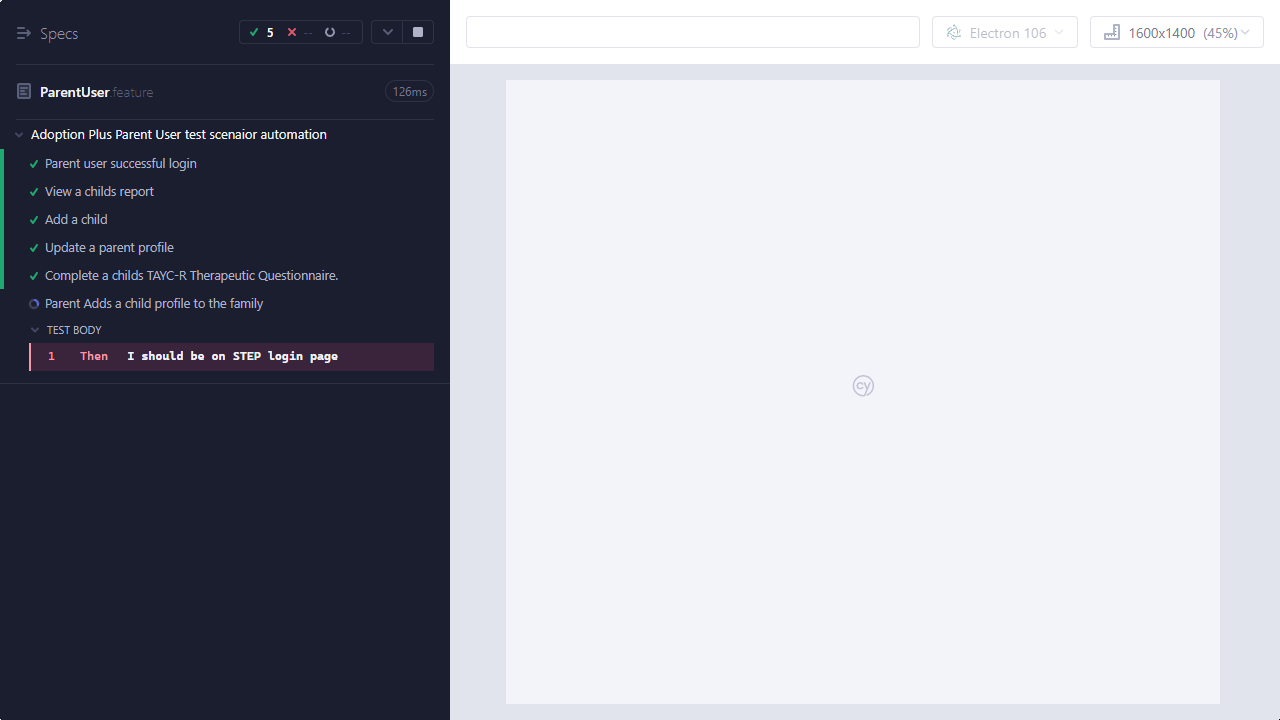 Specs
5
--
--
Electron 106
1600x1400 (45%)
ParentUser feature
126ms
Adoption Plus Parent User test scenaior automation
Parent user successful login
View a childs report
Add a child
Update a parent profile
Complete a childs TAYC-R Therapeutic Questionnaire.
Parent Adds a child profile to the family
TEST BODY
1 Then I should be on STEP login page
cy